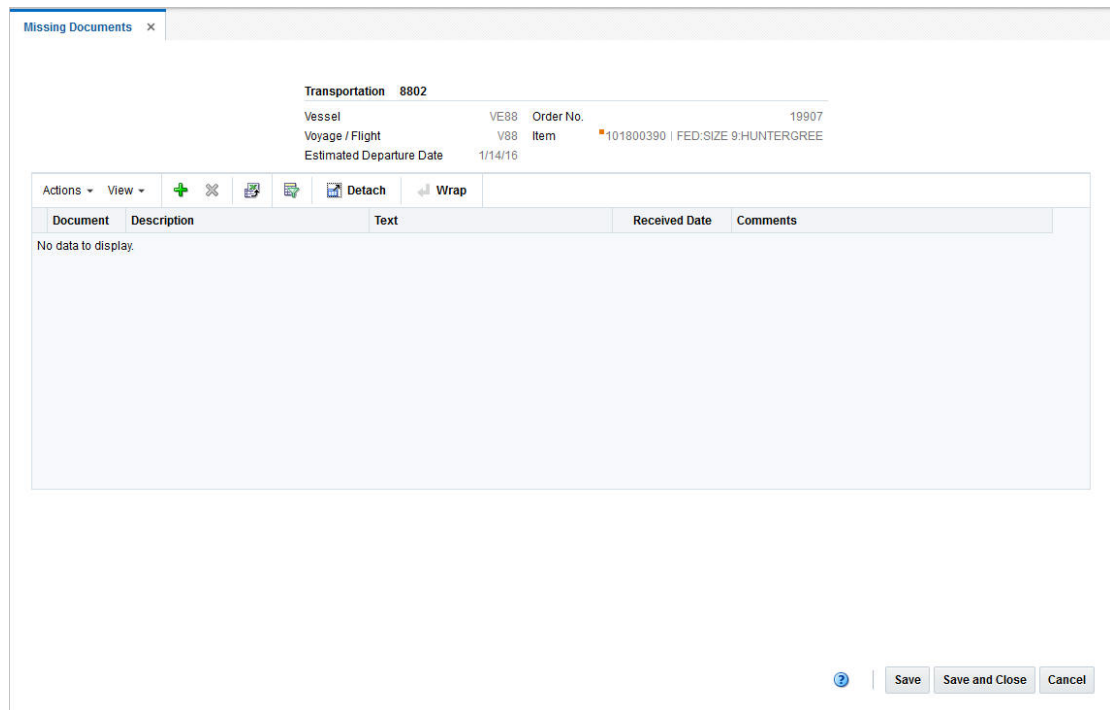 Missing Documents ×
Transportation 8802
Vessel VE88 Order No. 19907
Voyage / Flight V88 Item 101800390 | FED:SIZE 9:HUNTERGREE
Estimated Departure Date 1/14/16
Actions View Detach Wrap
Document Description Text Received Date Comments
No data to display.
? Save Save and Close Cancel